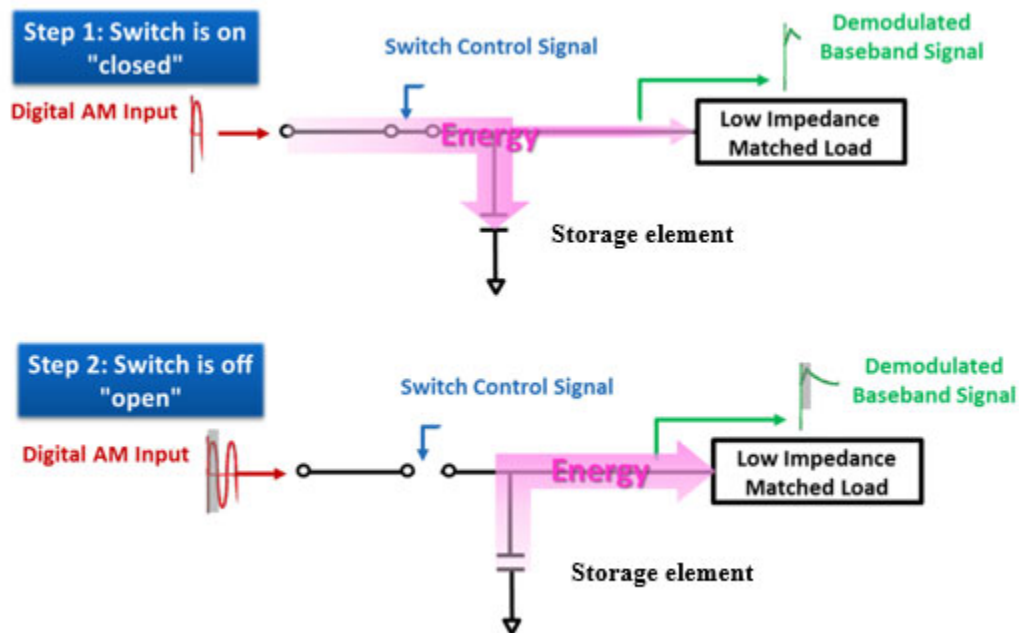 Step 1: Switch is on
"closed"
Switch Control Signal
Demodulated
Baseband Signal
Digital AM Input
Energy
Low Impedance
Matched Load
Storage element
Step 2: Switch is off
"open"
Switch Control Signal
Demodulated
Baseband Signal
Digital AM Input
Energy
Low Impedance
Matched Load
Storage element